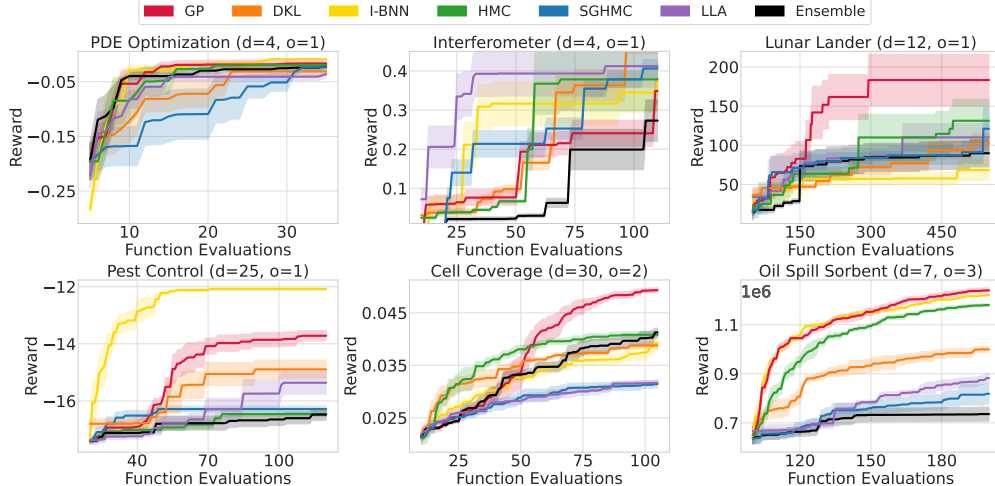 GP DKL I-BNN HMC SGHMC LLA Ensemble
PDE Optimization (d=4, o=1)
Reward
−0.05
−0.15
−0.25
10 20 30
Function Evaluations
Interferometer (d=4, o=1)
Reward
0.4
0.3
0.2
0.1
25 50 75 100
Function Evaluations
Lunar Lander (d=12, o=1)
Reward
200
150
100
50
150 300 450
Function Evaluations
Pest Control (d=25, o=1)
Reward
−12
−14
−16
40 70 100
Function Evaluations
Cell Coverage (d=30, o=2)
Reward
0.045
0.035
0.025
25 50 75 100
Function Evaluations
Oil Spill Sorbent (d=7, o=3)
1e6
Reward
1.1
0.9
0.7
120 150 180
Function Evaluations